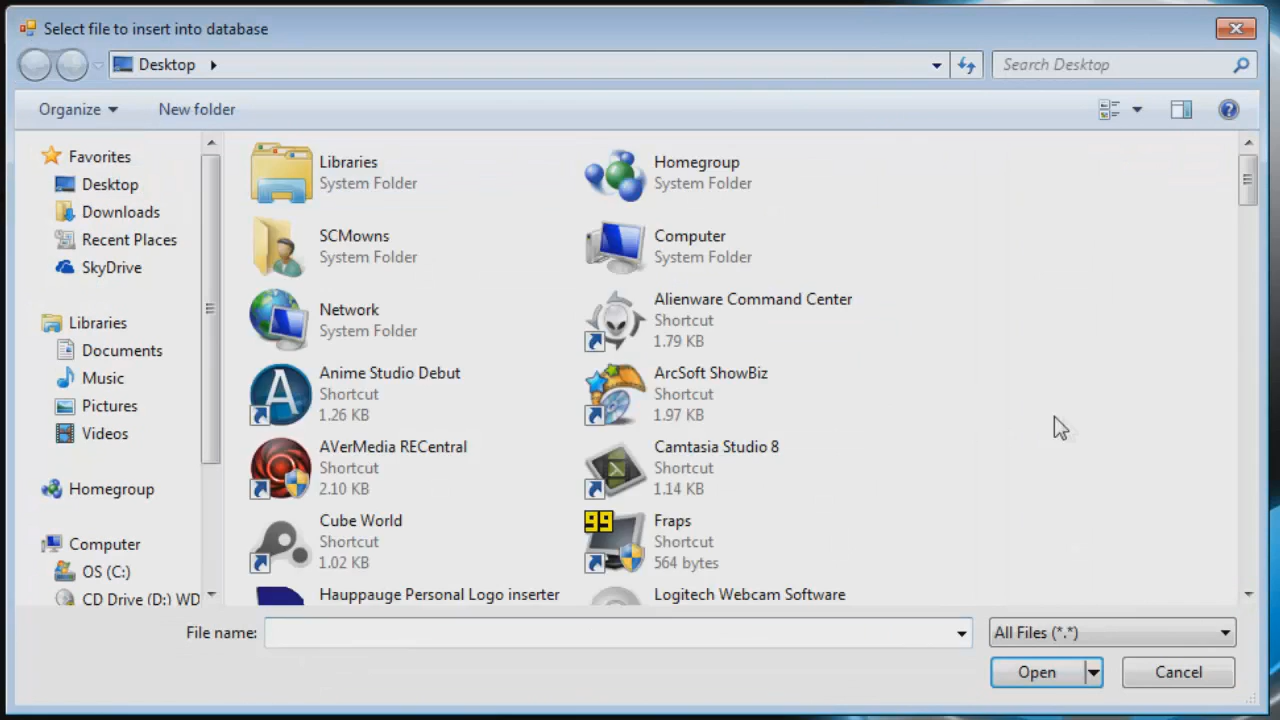 Select file to insert into database
Desktop
Search Desktop
Organize
New folder
Favorites
Desktop
Downloads
Recent Places
SkyDrive
Libraries
Documents
Music
Pictures
Videos
Homegroup
Computer
OS (C:)
CD Drive (D:) WD
Libraries
System Folder
Homegroup
System Folder
SCMowns
System Folder
Computer
System Folder
Network
System Folder
Alienware Command Center
Shortcut
1.79 KB
Anime Studio Debut
Shortcut
1.26 KB
ArcSoft ShowBiz
Shortcut
1.97 KB
AVerMedia RECentral
Shortcut
2.10 KB
Camtasia Studio 8
Shortcut
1.14 KB
Cube World
Shortcut
1.02 KB
99
Fraps
Shortcut
564 bytes
Hauppauge Personal Logo inserter
Logitech Webcam Software
File name:
All Files (*.*)
Open
Cancel